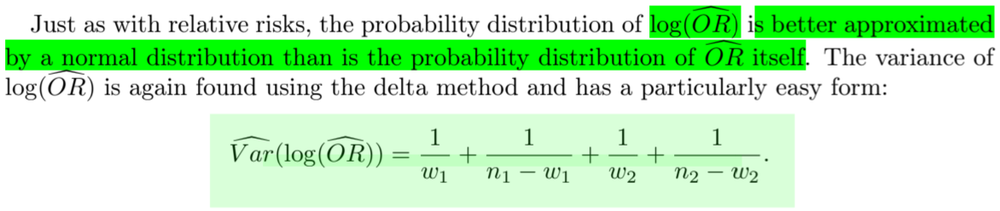 Just as with relative risks, the probability distribution of log(\widehat{OR}) is better approximated
by a normal distribution than is the probability distribution of \widehat{OR} itself. The variance of
log(\widehat{OR}) is again found using the delta method and has a particularly easy form:
\widehat{Var}(log(\widehat{OR})) = \frac{1}{w_1} + \frac{1}{n_1 - w_1} + \frac{1}{w_2} + \frac{1}{n_2 - w_2}.